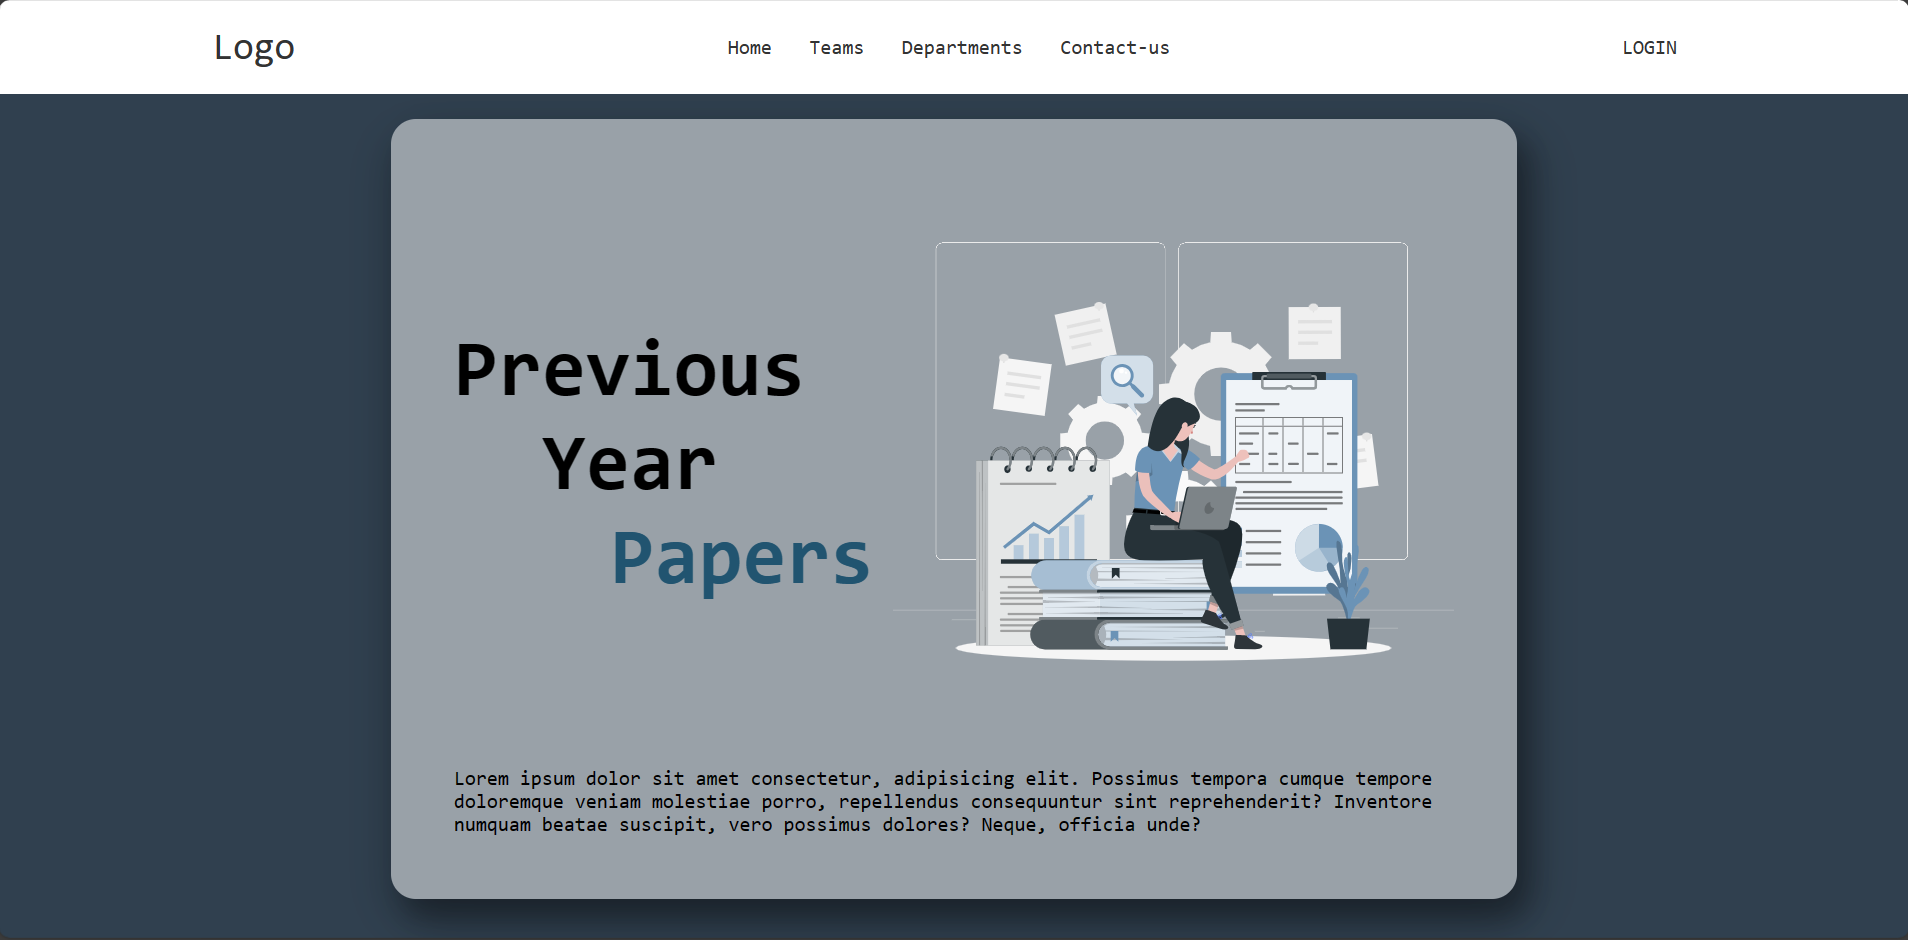 Logo
Home Teams Departments Contact-us
LOGIN
Previous
Year
Papers
Lorem ipsum dolor sit amet consectetur, adipisicing elit. Possimus tempora cumque tempore
doloremque veniam molestiae porro, repellendus consequuntur sint reprehenderit? Inventore
numquam beatae suscipit, vero possimus dolores? Neque, officia unde?